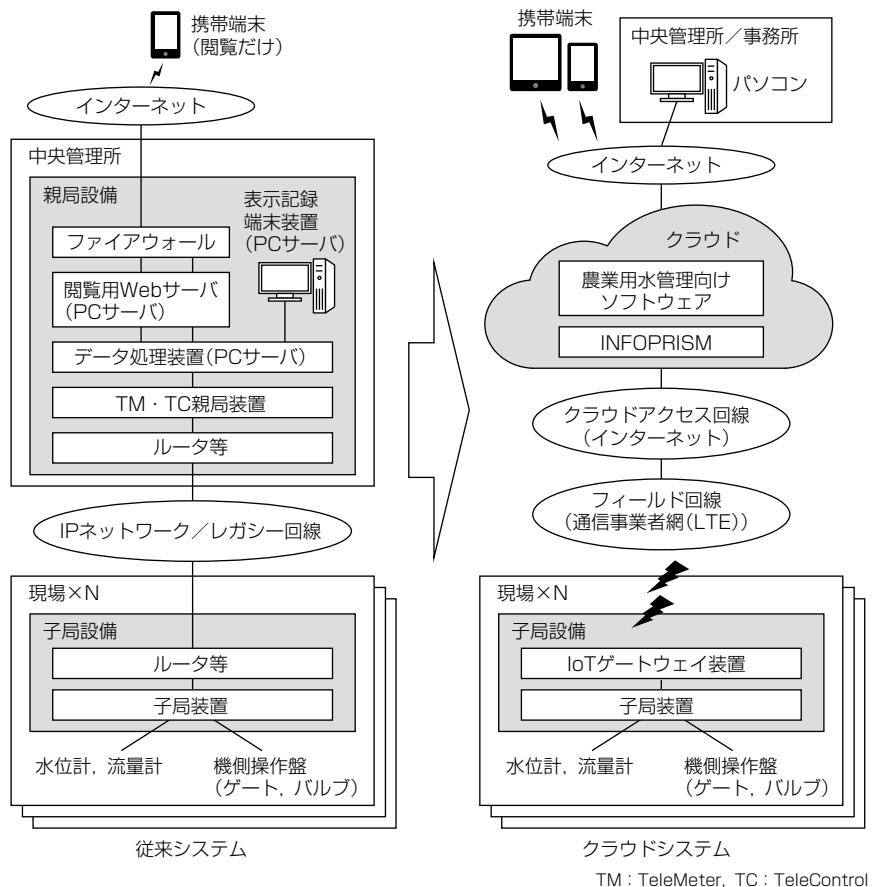 携帯端末
(閲覧だけ)
インターネット
中央管理所
親局設備
表示記録
端末装置
(PCサーバ)
ファイアウォール
閲覧用Webサーバ
(PCサーバ)
データ処理装置(PCサーバ)
TM・TC親局装置
ルータ等
IPネットワーク／レガシー回線
現場×N
子局設備
ルータ等
子局装置
水位計，流量計
機側操作盤
(ゲート，バルブ)
従来システム
携帯端末
中央管理所／事務所
パソコン
インターネット
クラウド
農業用水管理向け
ソフトウェア
INFOPRISM
クラウドアクセス回線
(インターネット)
フィールド回線
(通信事業者網(LTE))
現場×N
子局設備
IoTゲートウェイ装置
子局装置
水位計，流量計
機側操作盤
(ゲート，バルブ)
クラウドシステム
TM：TeleMeter，TC：TeleControl